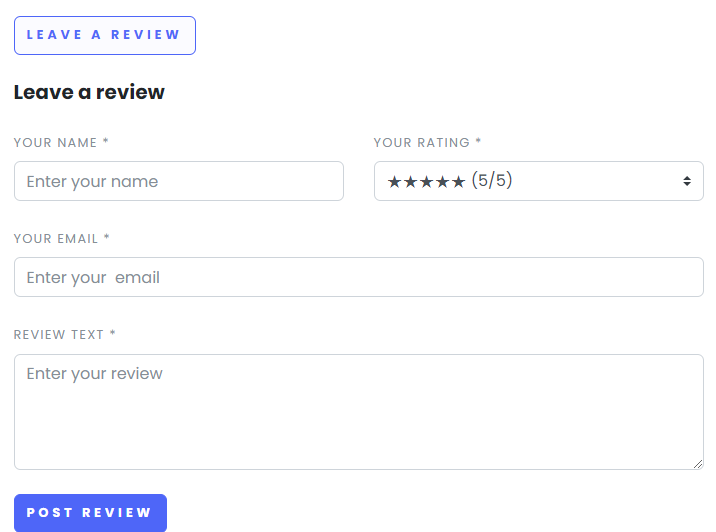 LEAVE A REVIEW
Leave a review
YOUR NAME * YOUR RATING *
Enter your name ★★★★★ (5/5)
YOUR EMAIL *
Enter your  email
REVIEW TEXT *
Enter your review
POST REVIEW